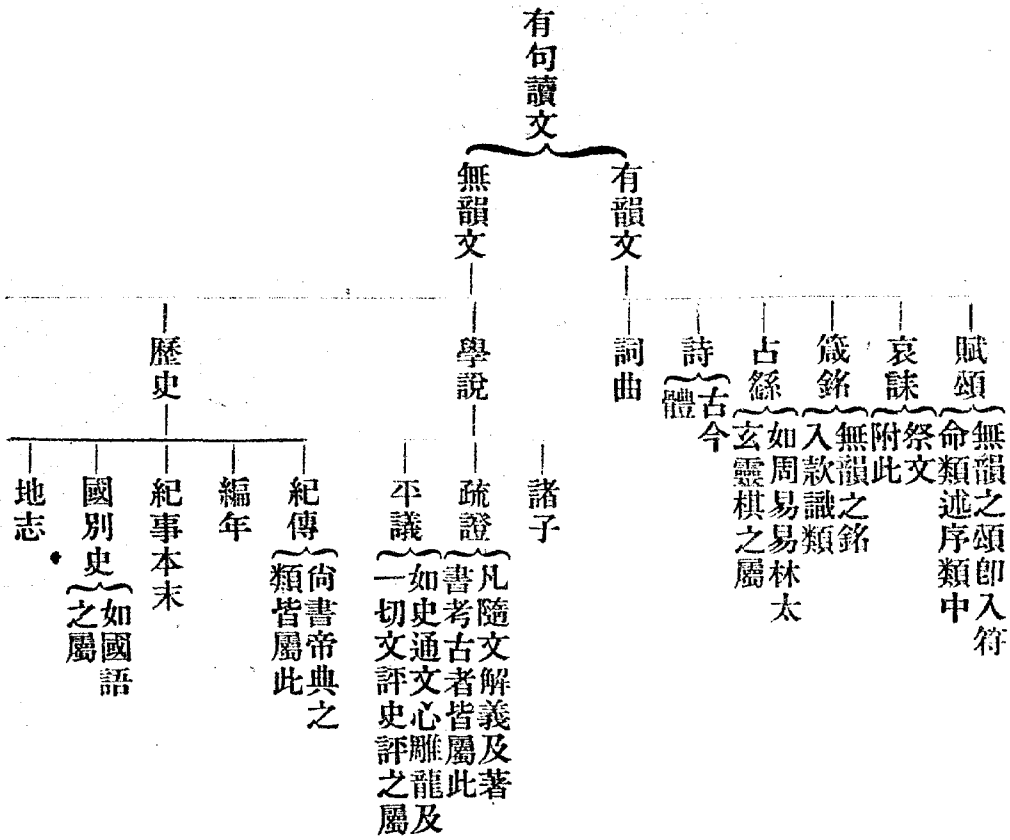 有句讀文
有韻文
賦頌
無韻之頌卽入符
命類述序類中
哀誄
祭文
附此
箴銘
無韻之銘
入款識類
占繇
如周易易林太
玄靈棋之屬
詩
古今
體
詞曲
無韻文
學說
諸子
疏證
凡隨文解義及著
書考古者皆屬此
平議
如史通文心雕龍及
一切文評史評之屬
歷史
紀傳
尙書帝典之
類皆屬此
編年
紀事本末
國別史
如國語
之屬
地志